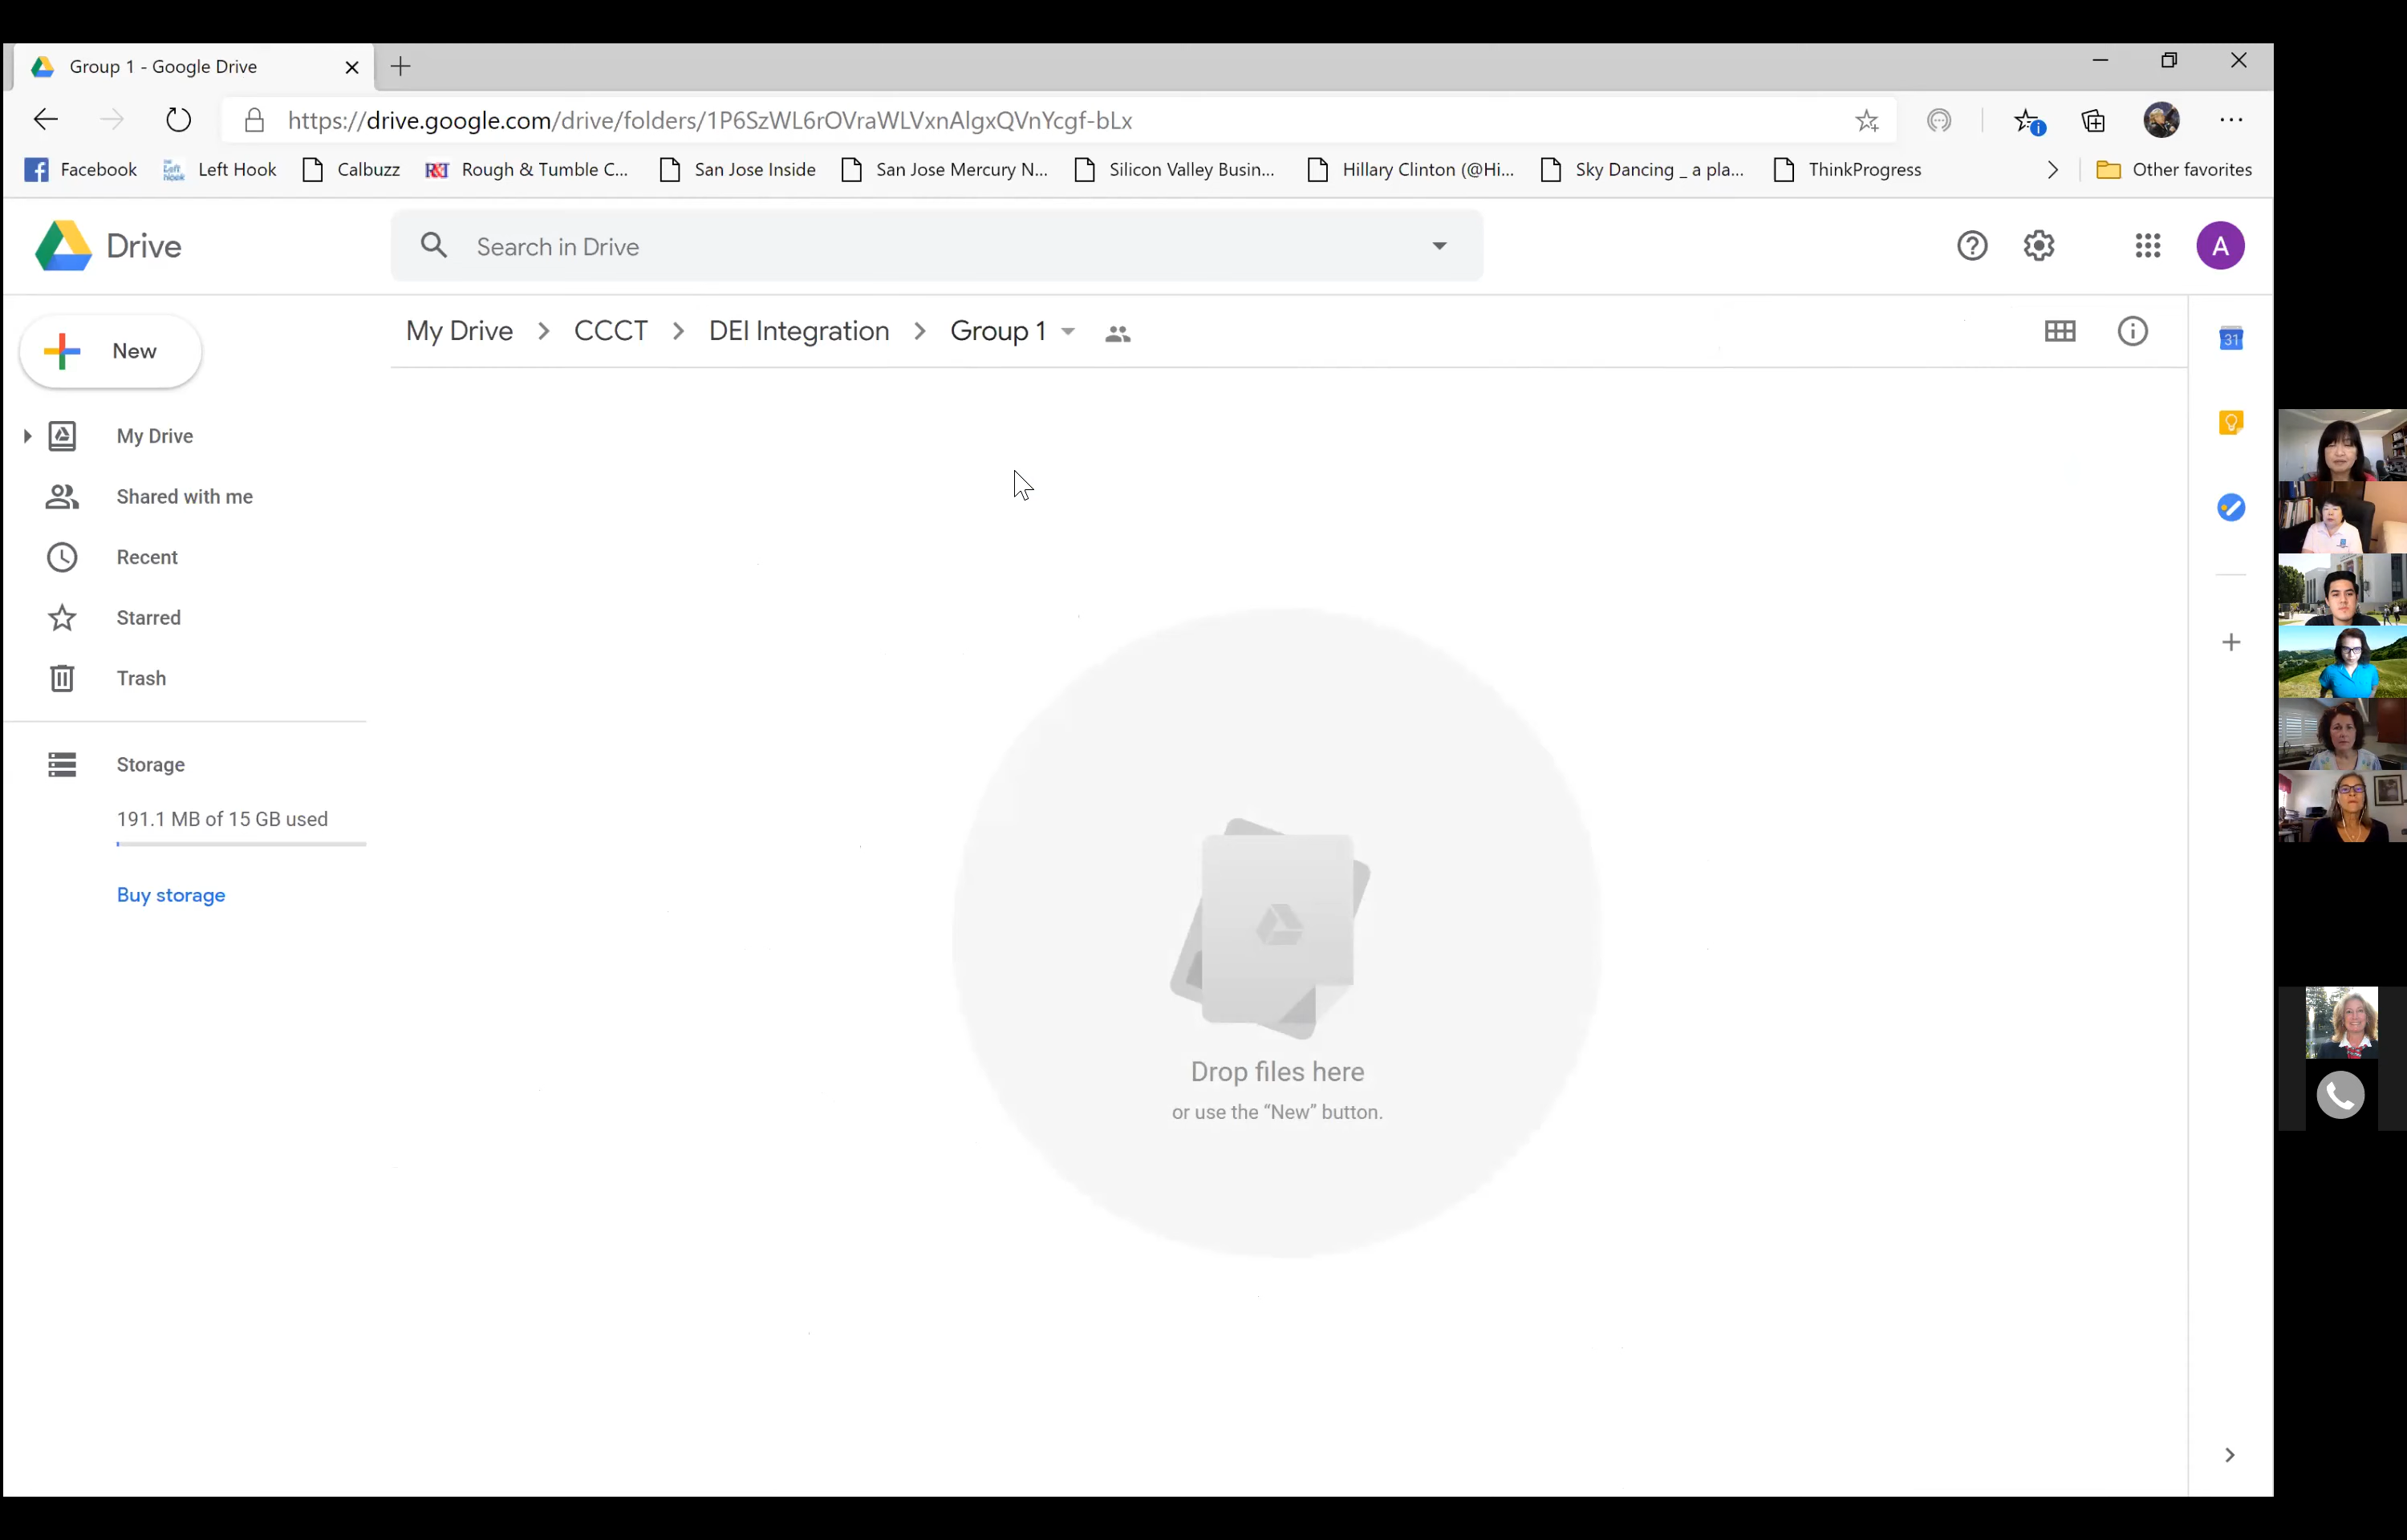 Group 1 - Google Drive
https://drive.google.com/drive/folders/1P6SzWL6rOVraWLVxnAlgxQVnYcgf-bLx
Facebook
The Left Hook
Left Hook
Calbuzz
R&T
Rough & Tumble C...
San Jose Inside
San Jose Mercury N...
Silicon Valley Busin...
Hillary Clinton (@Hi...
Sky Dancing _ a pla...
ThinkProgress
Other favorites
Drive
Search in Drive
A
New
My Drive
CCCT
DEI Integration
Group 1
31
My Drive
Shared with me
Recent
Starred
Trash
Storage
191.1 MB of 15 GB used
Buy storage
Drop files here
or use the “New” button.